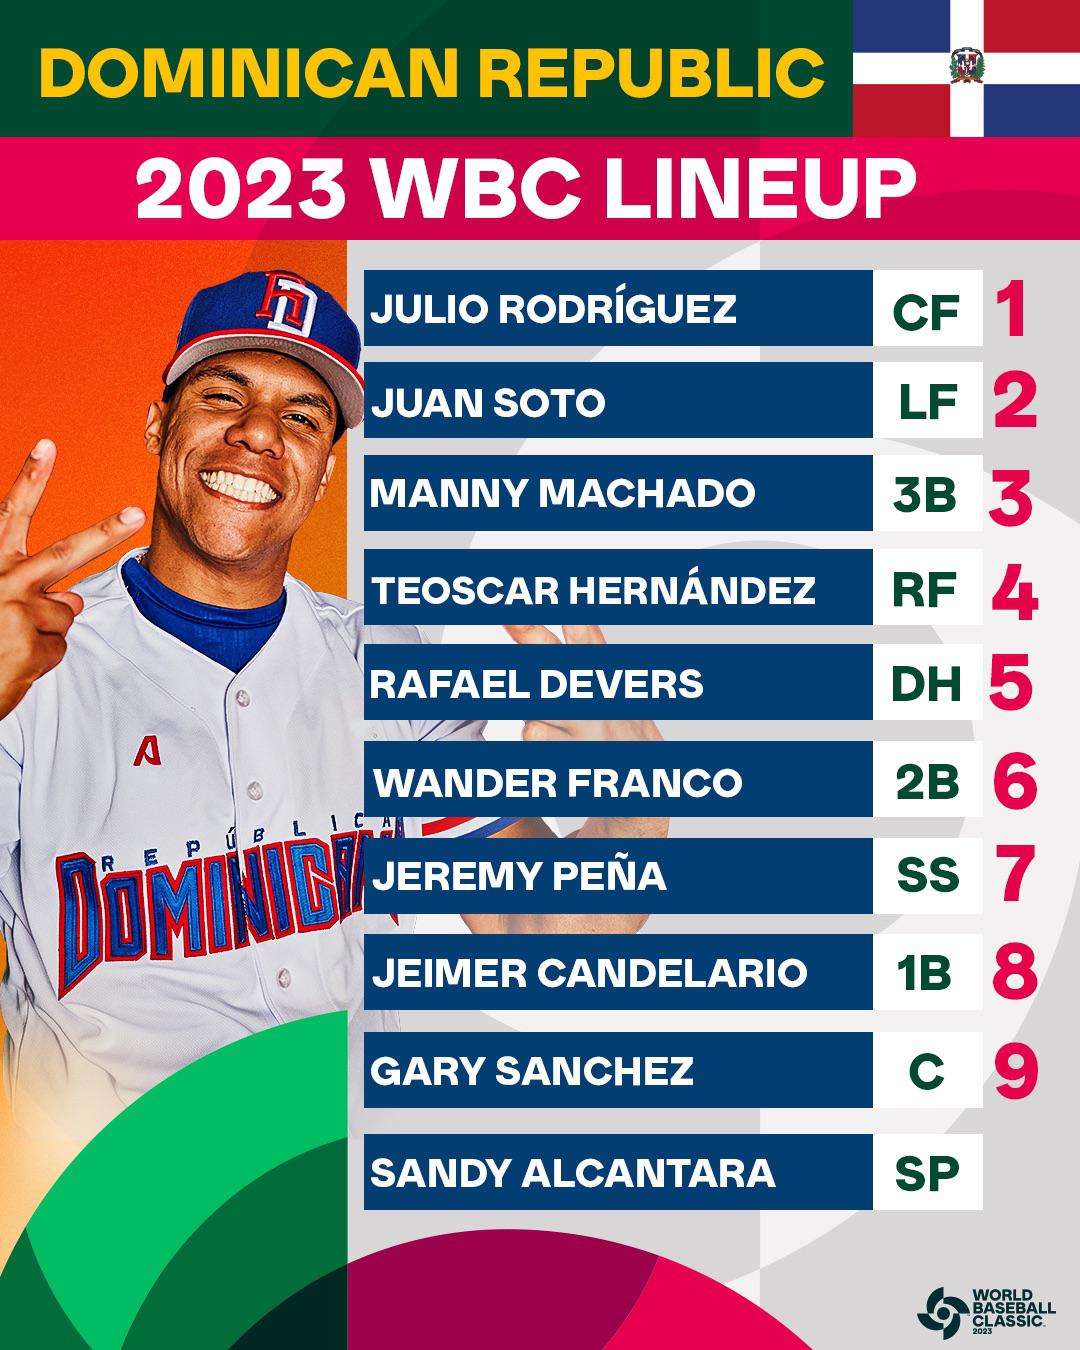 DOMINICAN REPUBLIC
2023 WBC LINEUP
JULIO RODRÍGUEZ CF 1
JUAN SOTO LF 2
MANNY MACHADO 3B 3
TEOSCAR HERNÁNDEZ RF 4
RAFAEL DEVERS DH 5
WANDER FRANCO 2B 6
JEREMY PEÑA SS 7
JEIMER CANDELARIO 1B 8
GARY SANCHEZ C 9
SANDY ALCANTARA SP
REPÚBLICA
DOMINICANA
WORLD
BASEBALL
CLASSIC
2023